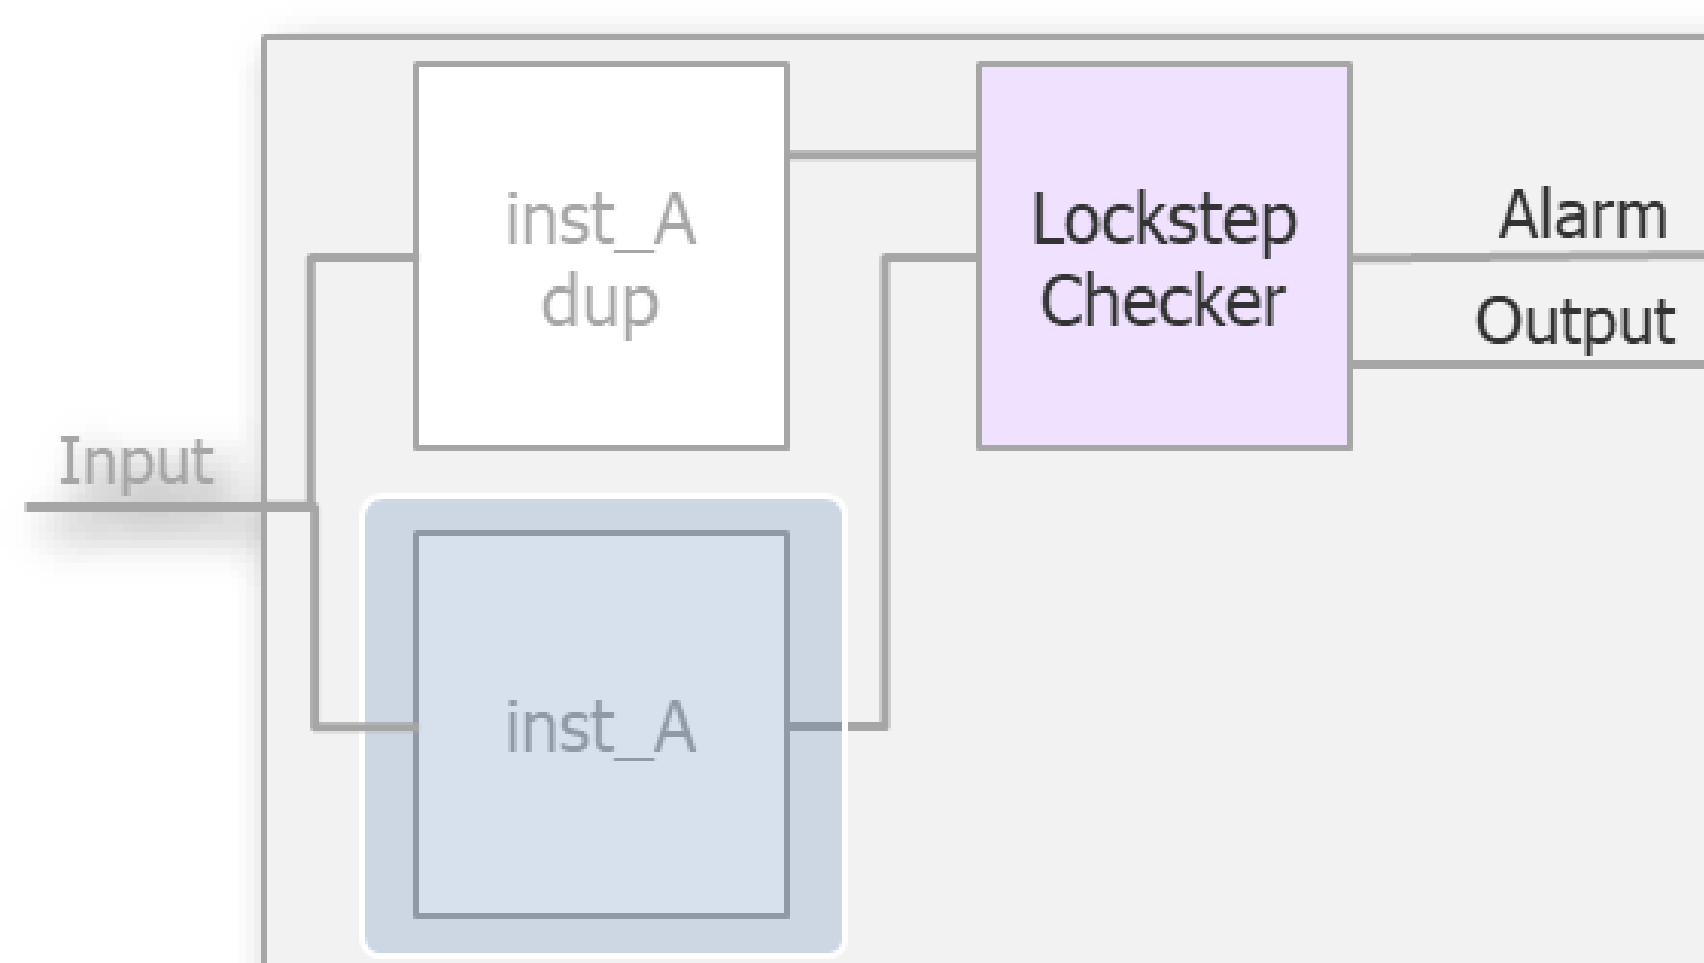 inst_A
dup
Lockstep
Checker
Alarm
Output
Input
inst_A